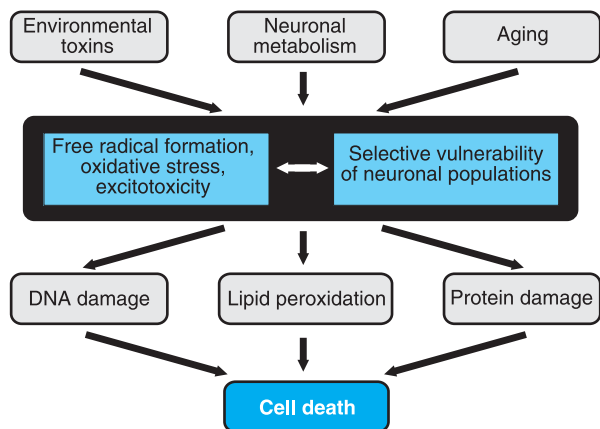 Environmental
toxins
Neuronal
metabolism
Aging
Free radical formation,
oxidative stress,
excitotoxicity
Selective vulnerability
of neuronal populations
DNA damage
Lipid peroxidation
Protein damage
Cell death